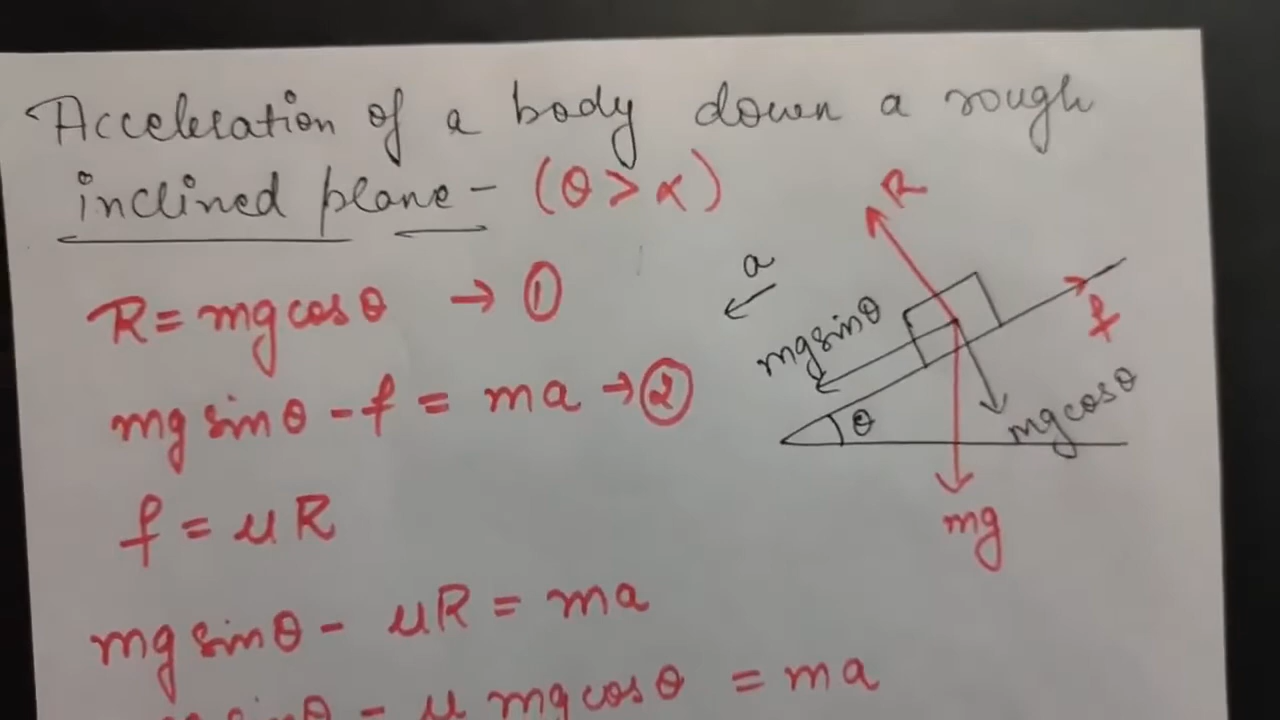 Acceleration of a body down a rough
inclined plane - (θ > α)
R = mg cos θ → ①
mg sin θ - f = ma → ②
f = μR
mg sin θ - μR = ma
sin θ - μ mg cos θ = ma
R
a
mg sin θ
f
θ
mg cos θ
mg